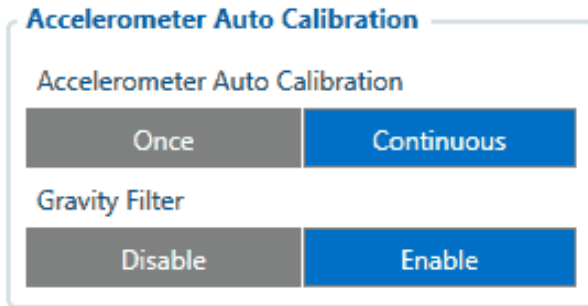 Accelerometer Auto Calibration
Accelerometer Auto Calibration
Once Continuous
Gravity Filter
Disable Enable